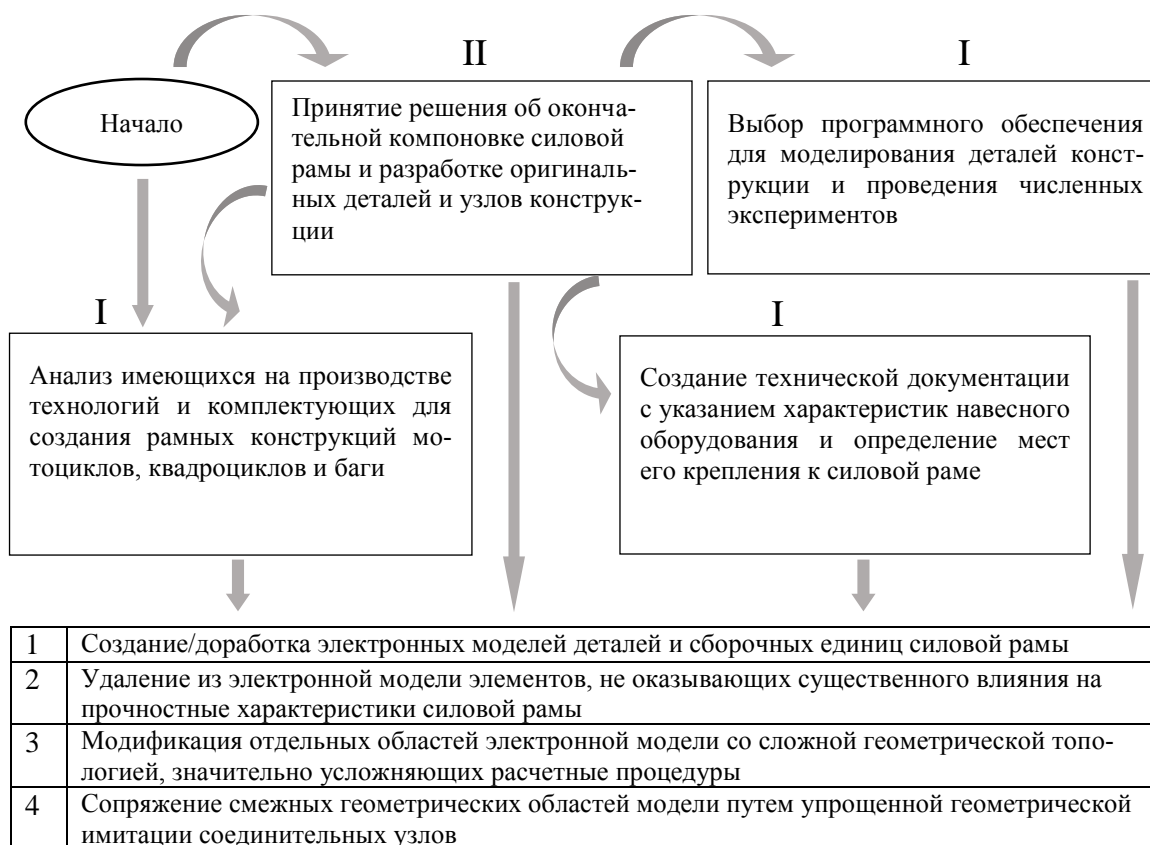 Начало
II
Принятие решения об оконча-
тельной компоновке силовой
рамы и разработке оригиналь-
ных деталей и узлов конструк-
ции
I
Выбор программного обеспечения
для моделирования деталей конст-
рукции и проведения численных
экспериментов
I
Анализ имеющихся на производстве
технологий и комплектующих для
создания рамных конструкций мо-
тоциклов, квадроциклов и баги
I
Создание технической документации
с указанием характеристик навесного
оборудования и определение мест
его крепления к силовой раме
1 Создание/доработка электронных моделей деталей и сборочных единиц силовой рамы
2 Удаление из электронной модели элементов, не оказывающих существенного влияния на
прочностные характеристики силовой рамы
3 Модификация отдельных областей электронной модели со сложной геометрической топо-
логией, значительно усложняющих расчетные процедуры
4 Сопряжение смежных геометрических областей модели путем упрощенной геометрической
имитации соединительных узлов